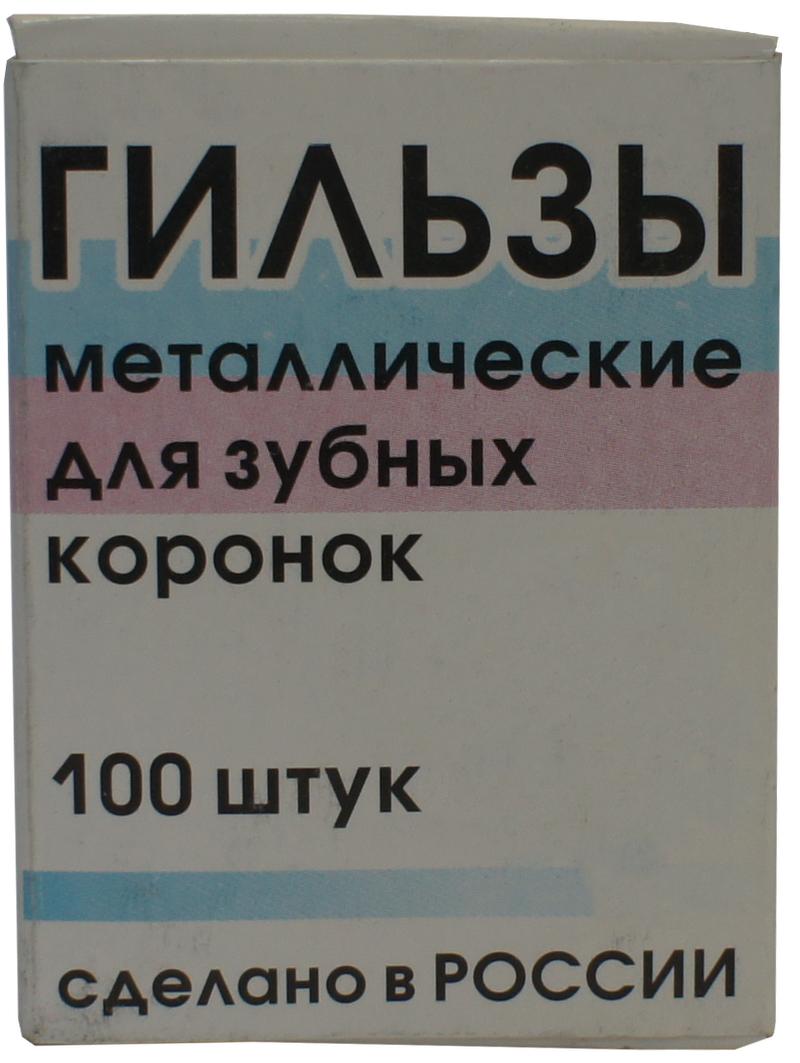 ГИЛЬЗЫ
металлические
для зубных
коронок
100 штук
сделано в РОССИИ